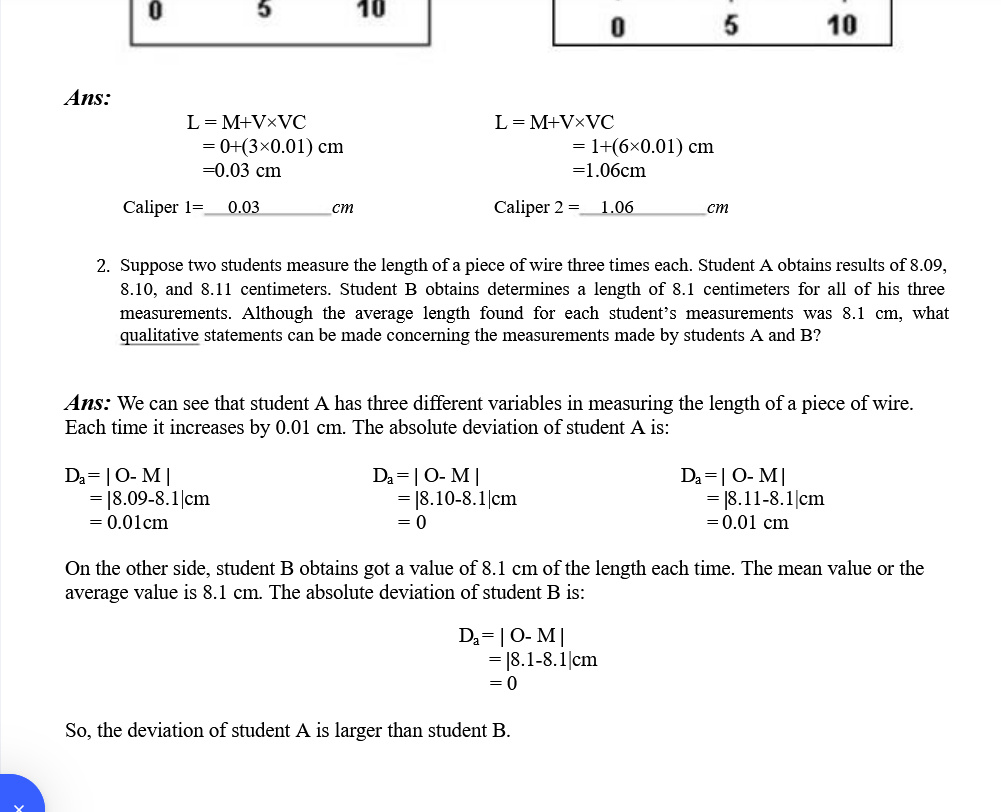 0 5 10
0 5 10
Ans:
L = M+V×VC
= 0+(3×0.01) cm
=0.03 cm
L = M+V×VC
= 1+(6×0.01) cm
=1.06cm
Caliper 1=__0.03______cm
Caliper 2 =__1.06______cm
2. Suppose two students measure the length of a piece of wire three times each. Student A obtains results of 8.09,
8.10, and 8.11 centimeters. Student B obtains determines a length of 8.1 centimeters for all of his three
measurements. Although the average length found for each student’s measurements was 8.1 cm, what
qualitative statements can be made concerning the measurements made by students A and B?
Ans: We can see that student A has three different variables in measuring the length of a piece of wire.
Each time it increases by 0.01 cm. The absolute deviation of student A is:
Da= | O- M |
= |8.09-8.1|cm
= 0.01cm
Da= | O- M |
= |8.10-8.1|cm
= 0
Da=| O- M |
= |8.11-8.1|cm
= 0.01 cm
On the other side, student B obtains got a value of 8.1 cm of the length each time. The mean value or the
average value is 8.1 cm. The absolute deviation of student B is:
Da= | O- M |
= |8.1-8.1|cm
= 0
So, the deviation of student A is larger than student B.